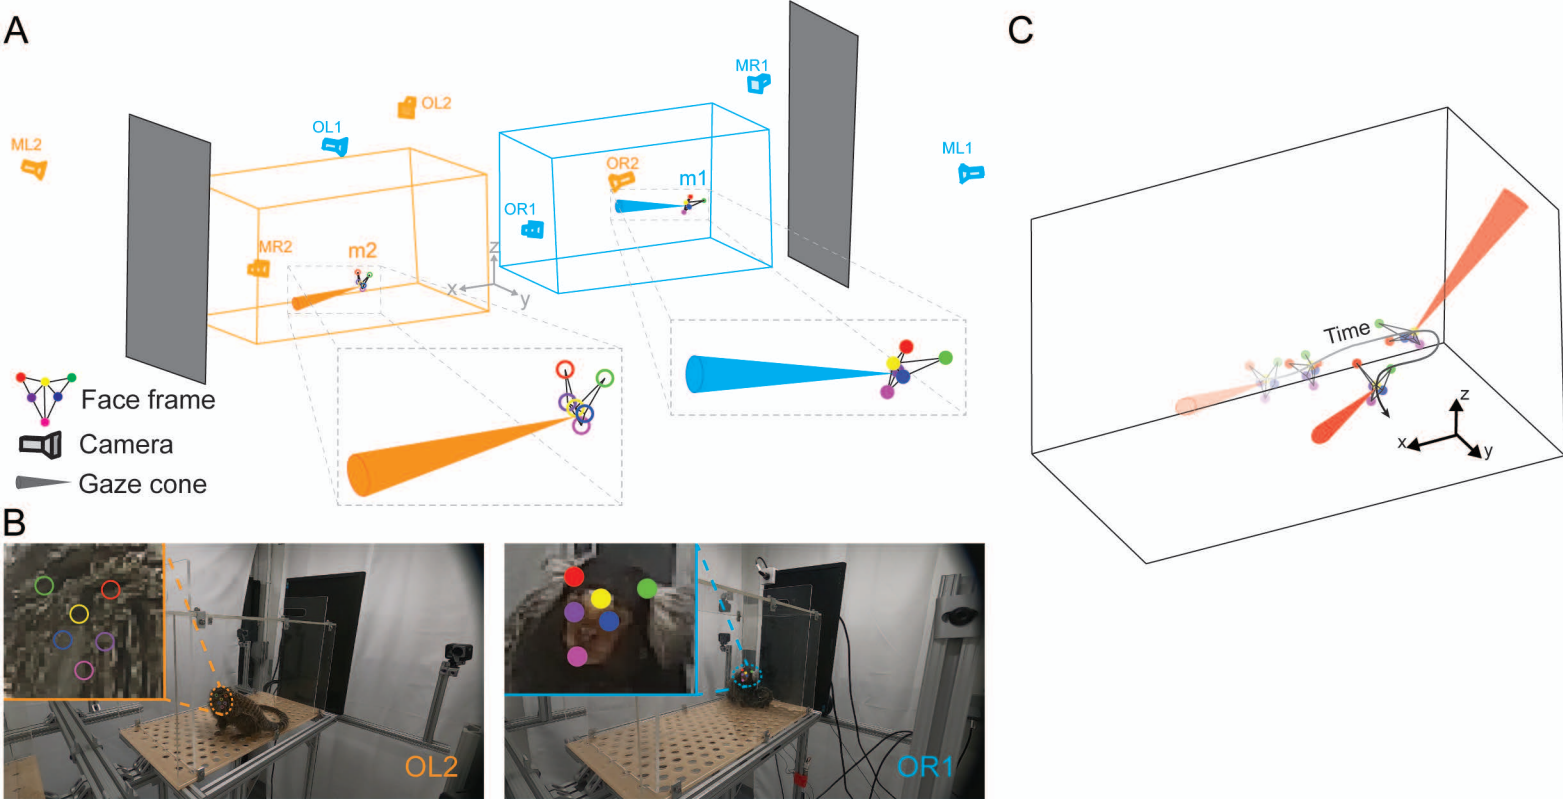 A
C
MR1
OL2
OL1
ML2
ML1
OR2
m1
OR1
MR2
m2
z
x
y
Time
Face frame
Camera
Gaze cone
z
x
y
B
OL2
OR1